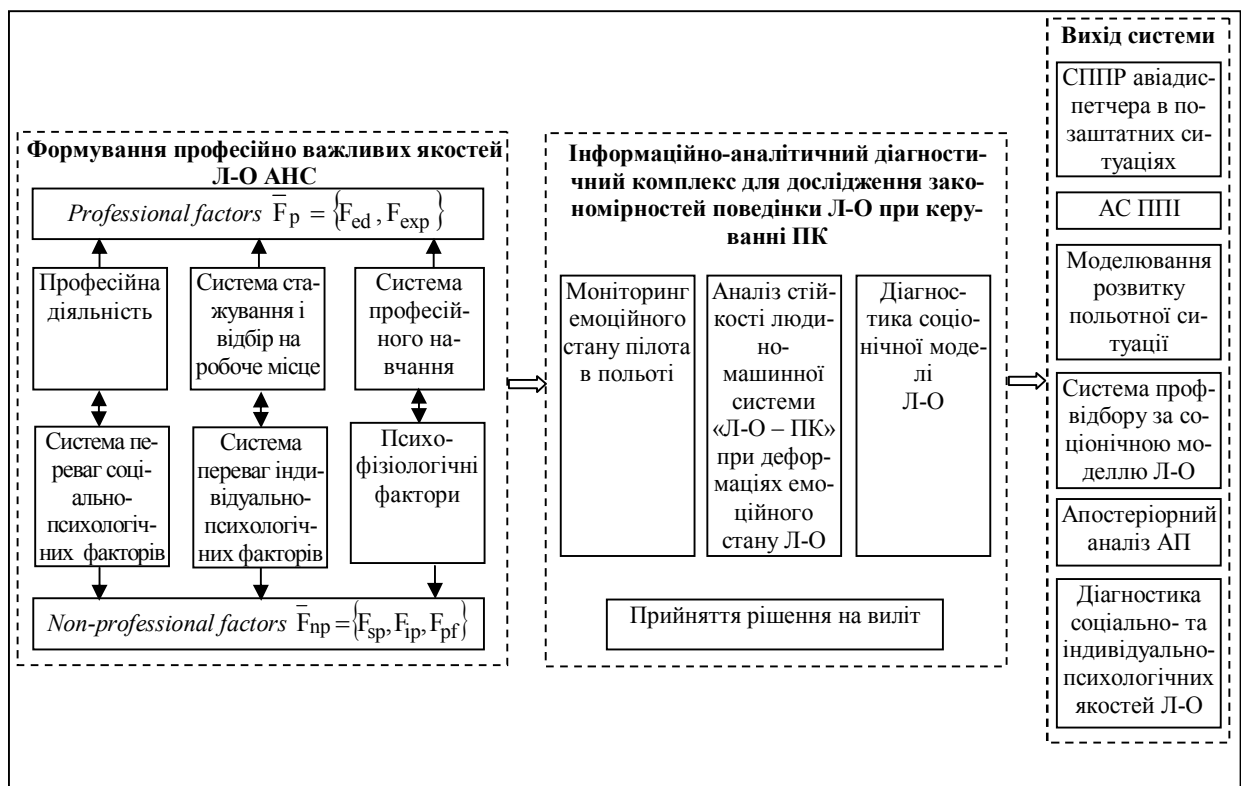 Формування професійно важливих якостей
Л-О АНС
Professional factors F̅p = {Fed , Fexp}
Професійна
діяльність
Система ста-
жування і
відбір на
робоче місце
Система
професій-
ного на-
вчання
Система пе-
реваг соці-
ально-
психологіч-
них факторів
Система
переваг інди-
відуально-
психологіч-
них факторів
Психо-
фізіологічні
фактори
Non-professional factors F̅np = {Fsp, Fip, Fpf}
Інформаційно-аналітичний діагности-
чний комплекс для дослідження зако-
номірностей поведінки Л-О при керу-
ванні ПК
Моніторинг
емоційного
стану пілота
в польоті
Аналіз стій-
кості люди-
но-
машинної
системи
«Л-О – ПК»
при дефор-
маціях емо-
ційного
стану Л-О
Діагнос-
тика соціо-
нічної моде-
лі
Л-О
Прийняття рішення на виліт
Вихід системи
СППР авіадис-
петчера в по-
заштатних си-
туаціях
АС ППІ
Моделювання
розвитку
польотної си-
туації
Система проф-
відбору за со-
ціонічною мо-
деллю Л-О
Апостеріорний
аналіз АП
Діагностика
соціально- та
індивідуально-
психологічних
якостей Л-О